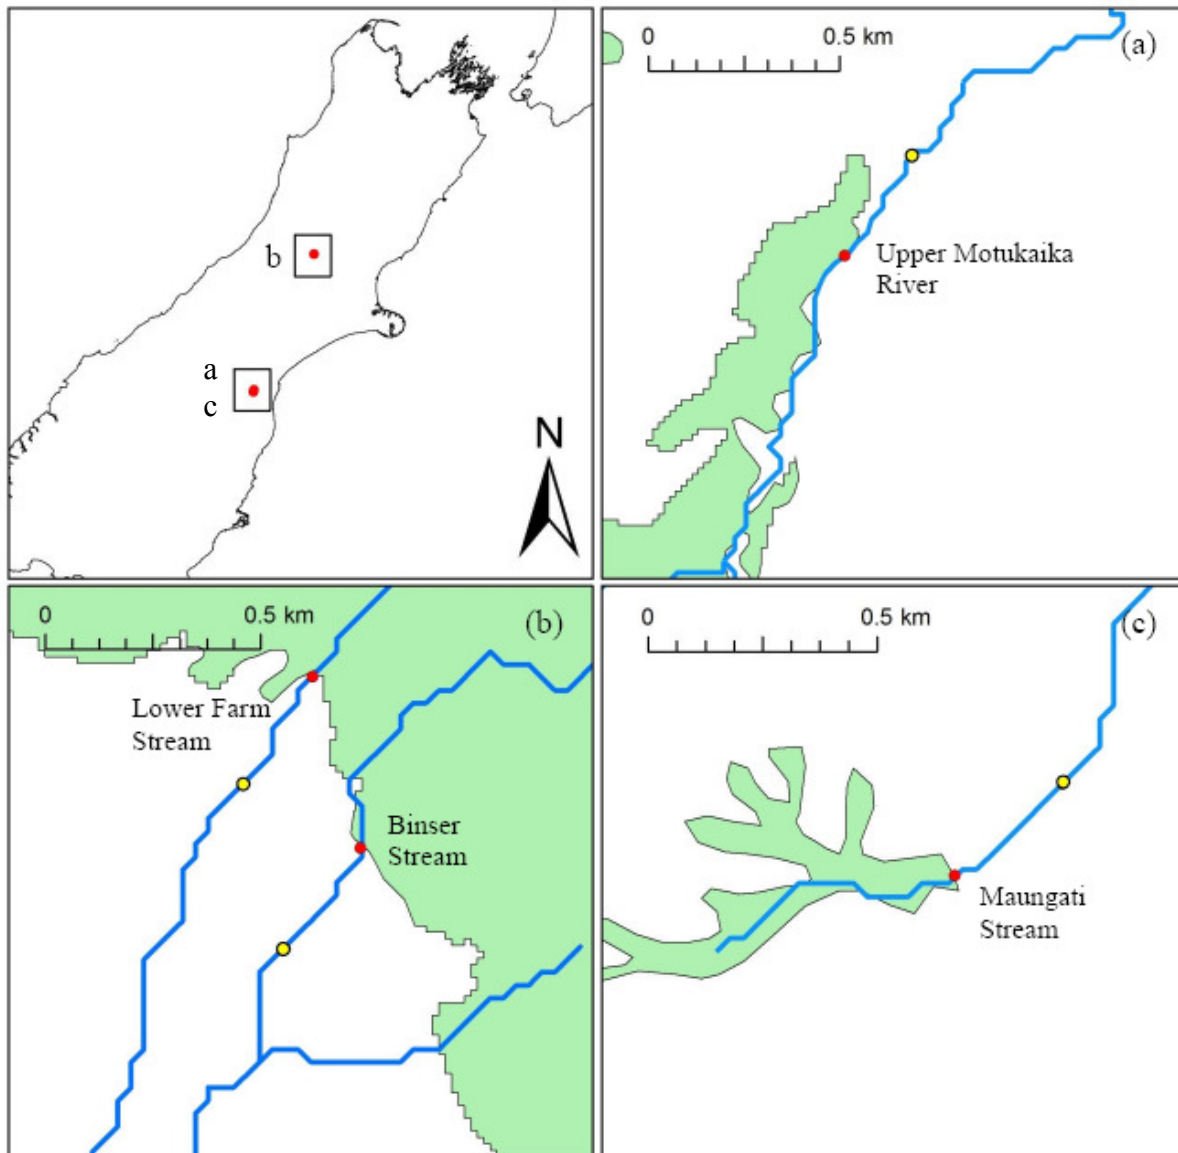 b
a
c
N
0 0.5 km (a)
Upper Motukaika
River
0 0.5 km (b)
Lower Farm
Stream
Binser
Stream
0 0.5 km (c)
Maungati
Stream